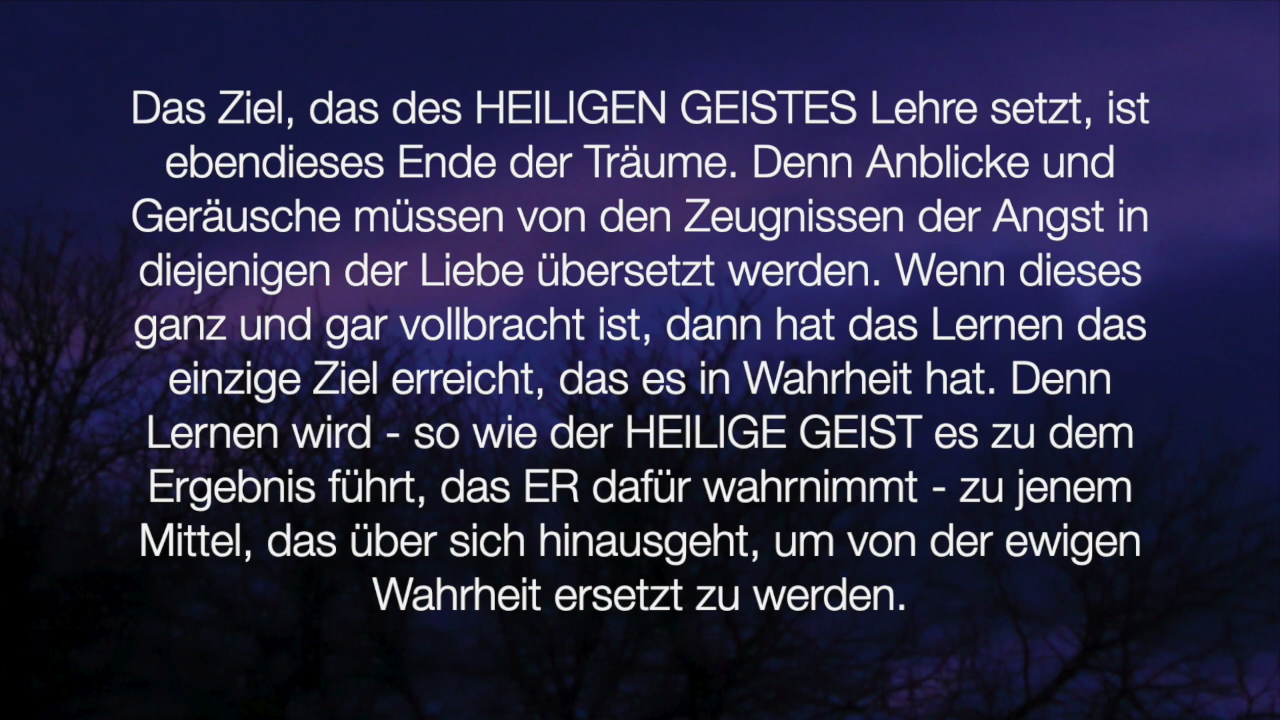 Das Ziel, das des HEILIGEN GEISTES Lehre setzt, ist
ebendieses Ende der Träume. Denn Anblicke und
Geräusche müssen von den Zeugnissen der Angst in
diejenigen der Liebe übersetzt werden. Wenn dieses
ganz und gar vollbracht ist, dann hat das Lernen das
einzige Ziel erreicht, das es in Wahrheit hat. Denn
Lernen wird - so wie der HEILIGE GEIST es zu dem
Ergebnis führt, das ER dafür wahrnimmt - zu jenem
Mittel, das über sich hinausgeht, um von der ewigen
Wahrheit ersetzt zu werden.